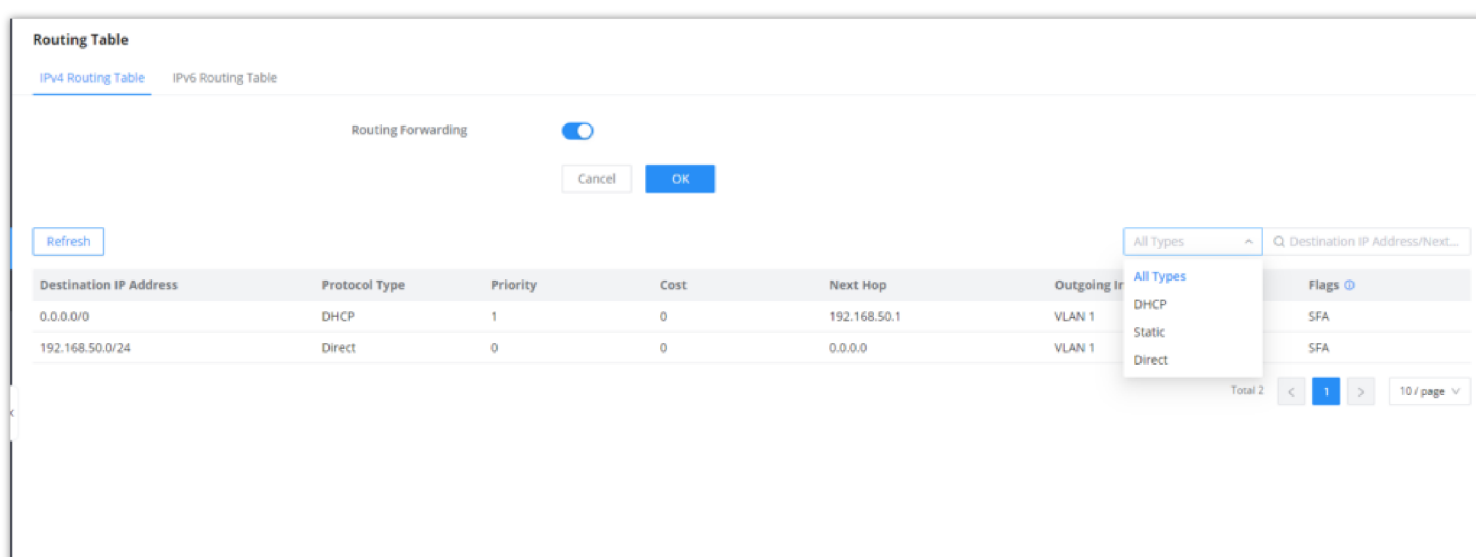 Routing Table
IPv4 Routing Table IPv6 Routing Table
Routing Forwarding
Cancel OK
Refresh All Types Destination IP Address/Next...
Destination IP Address Protocol Type Priority Cost Next Hop Outgoing Flags
All Types
DHCP
Static
Direct
0.0.0.0/0 DHCP 1 0 192.168.50.1 VLAN 1 SFA
192.168.50.0/24 Direct 0 0 0.0.0.0 VLAN 1 SFA
Total 2 < 1 > 10 / page